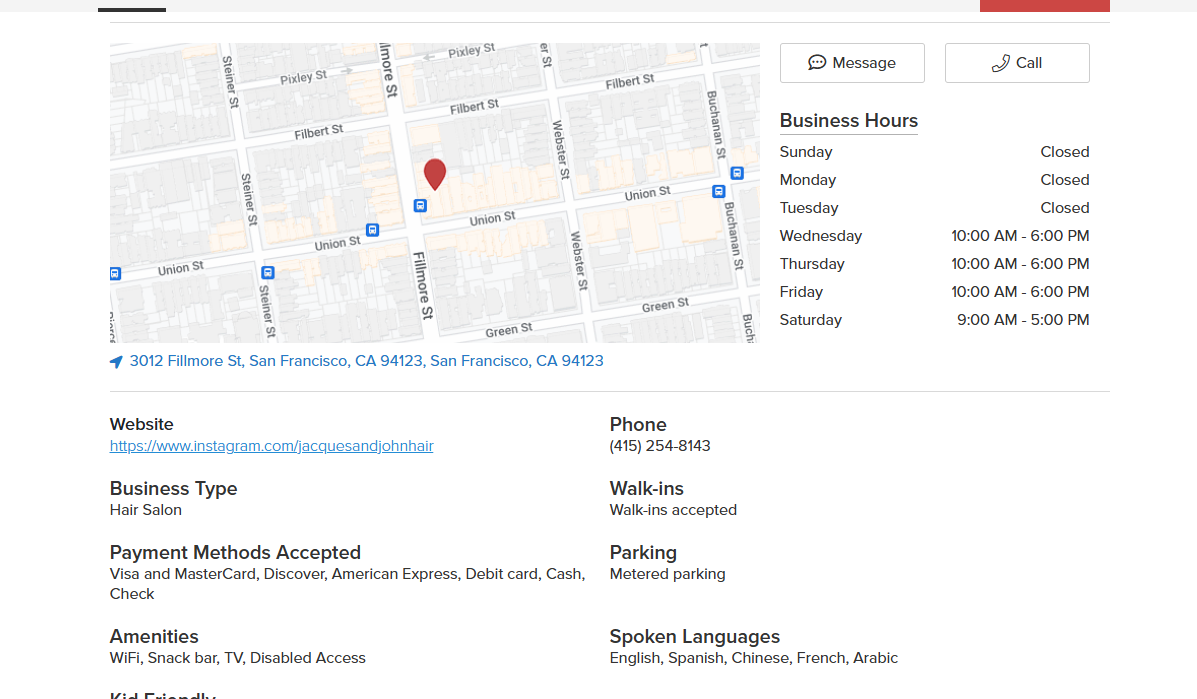 Pixley St
Pixley St
Steiner St
llmore St
er St
Filbert St
Filbert St
Filbert St
Buchanan St
Webster St
Steiner St
Union St
Union St
Union St
Union St
Buchanan St
Webster St
Fillmore St
Steiner St
Green St
Green St
Message
Call
Business Hours
Sunday Closed
Monday Closed
Tuesday Closed
Wednesday 10:00 AM - 6:00 PM
Thursday 10:00 AM - 6:00 PM
Friday 10:00 AM - 6:00 PM
Saturday 9:00 AM - 5:00 PM
3012 Fillmore St, San Francisco, CA 94123, San Francisco, CA 94123
Website
https://www.instagram.com/jacquesandjohnhair
Phone
(415) 254-8143
Business Type
Hair Salon
Walk-ins
Walk-ins accepted
Payment Methods Accepted
Visa and MasterCard, Discover, American Express, Debit card, Cash,
Check
Parking
Metered parking
Amenities
WiFi, Snack bar, TV, Disabled Access
Spoken Languages
English, Spanish, Chinese, French, Arabic
Kid Friendly